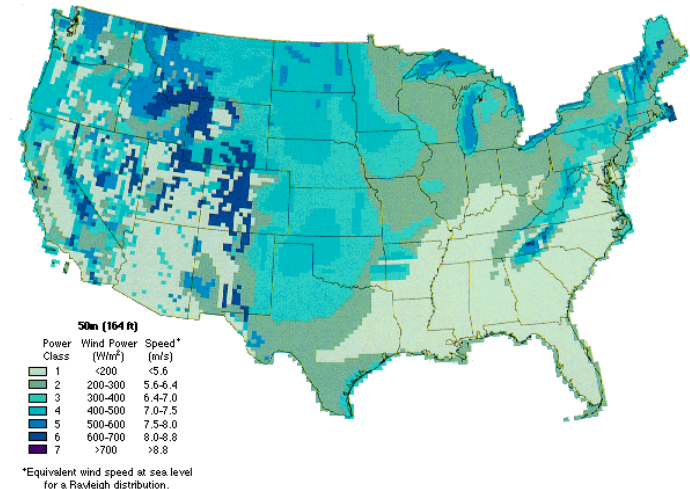 50m (164 ft)
Power Wind Power Speed*
Class (W/m²) (m/s)
1 <200 <5.6
2 200-300 5.6-6.4
3 300-400 6.4-7.0
4 400-500 7.0-7.5
5 500-600 7.5-8.0
6 600-700 8.0-8.8
7 >700 >8.8
*Equivalent wind speed at sea level
for a Rayleigh distribution.